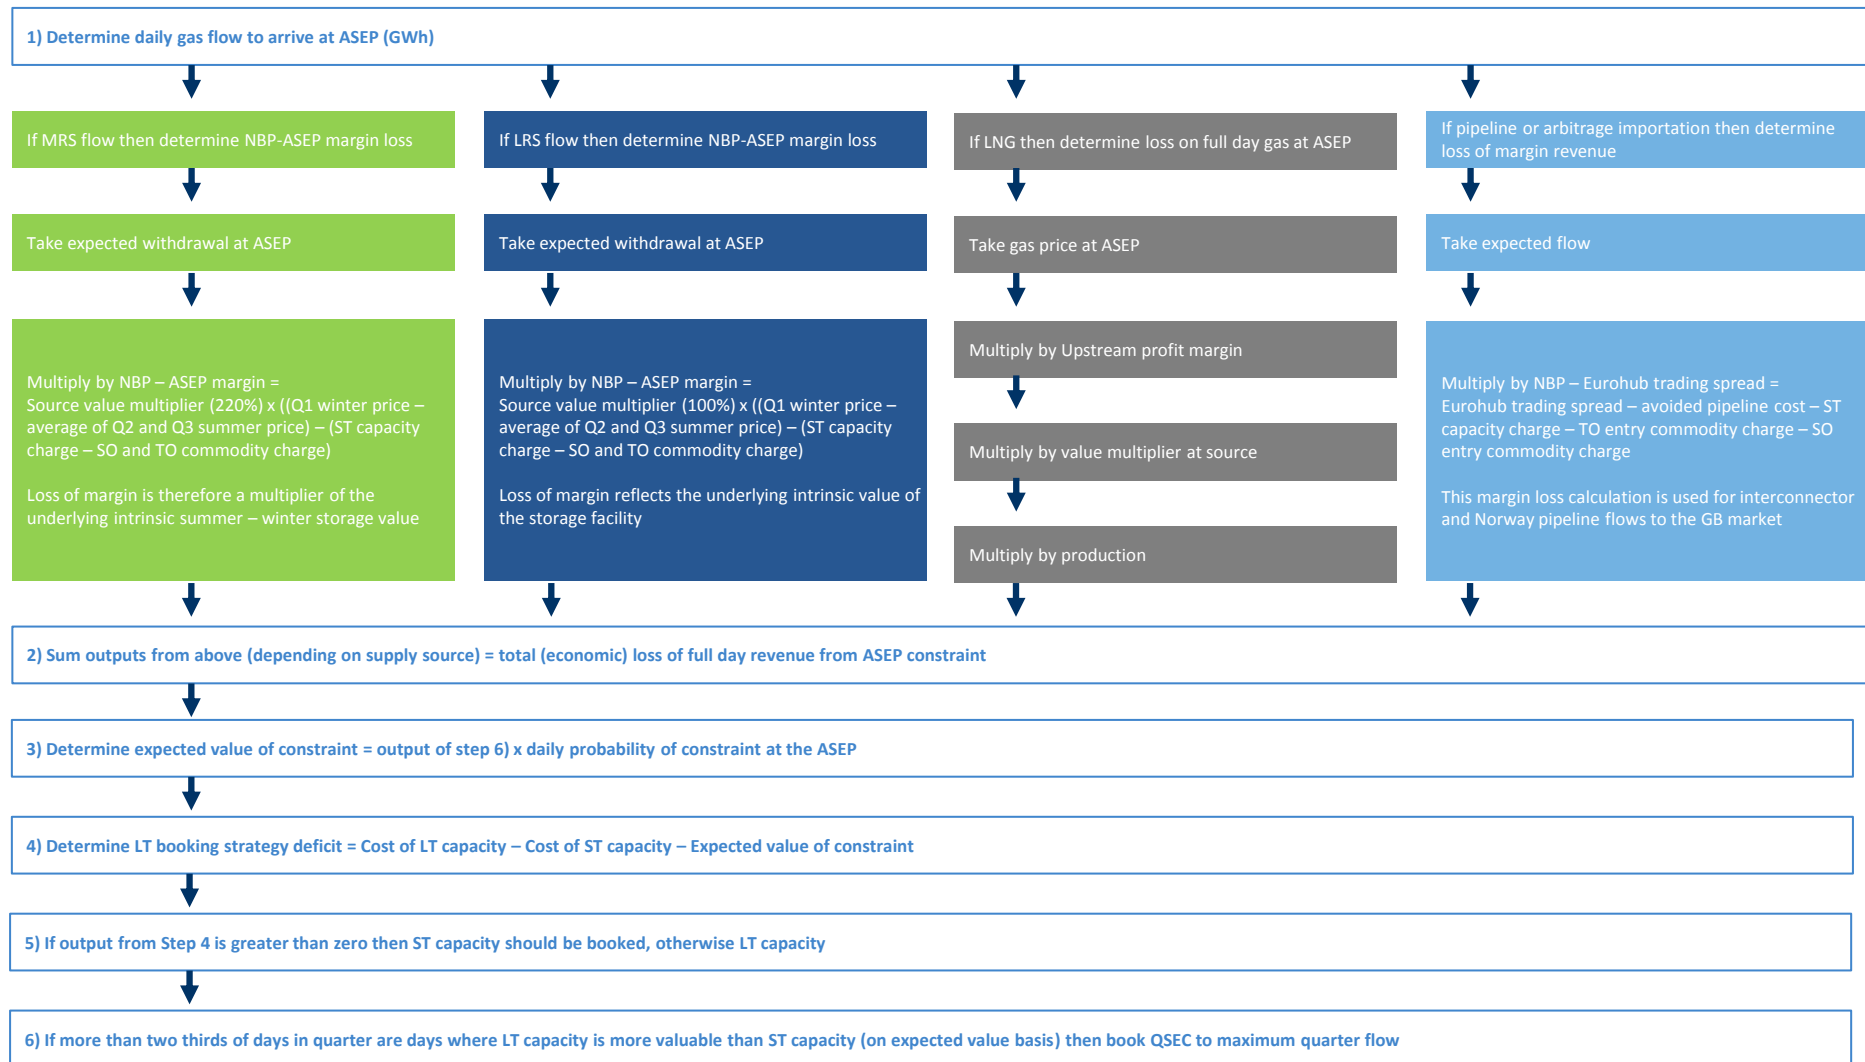 1) Determine daily gas flow to arrive at ASEP (GWh)
If MRS flow then determine NBP-ASEP margin loss
Take expected withdrawal at ASEP
Multiply by NBP – ASEP margin =
Source value multiplier (220%) x ((Q1 winter price –
average of Q2 and Q3 summer price) – (ST capacity
charge – SO and TO commodity charge)
Loss of margin is therefore a multiplier of the
underlying intrinsic summer – winter storage value
If LRS flow then determine NBP-ASEP margin loss
Take expected withdrawal at ASEP
Multiply by NBP – ASEP margin =
Source value multiplier (100%) x ((Q1 winter price –
average of Q2 and Q3 summer price) – (ST capacity
charge – SO and TO commodity charge)
Loss of margin reflects the underlying intrinsic value of
the storage facility
If LNG then determine loss on full day gas at ASEP
Take gas price at ASEP
Multiply by Upstream profit margin
Multiply by value multiplier at source
Multiply by production
If pipeline or arbitrage importation then determine
loss of margin revenue
Take expected flow
Multiply by NBP – Eurohub trading spread =
Eurohub trading spread – avoided pipeline cost – ST
capacity charge – TO entry commodity charge – SO
entry commodity charge
This margin loss calculation is used for interconnector
and Norway pipeline flows to the GB market
2) Sum outputs from above (depending on supply source) = total (economic) loss of full day revenue from ASEP constraint
3) Determine expected value of constraint = output of step 6) x daily probability of constraint at the ASEP
4) Determine LT booking strategy deficit = Cost of LT capacity – Cost of ST capacity – Expected value of constraint
5) If output from Step 4 is greater than zero then ST capacity should be booked, otherwise LT capacity
6) If more than two thirds of days in quarter are days where LT capacity is more valuable than ST capacity (on expected value basis) then book QSEC to maximum quarter flow